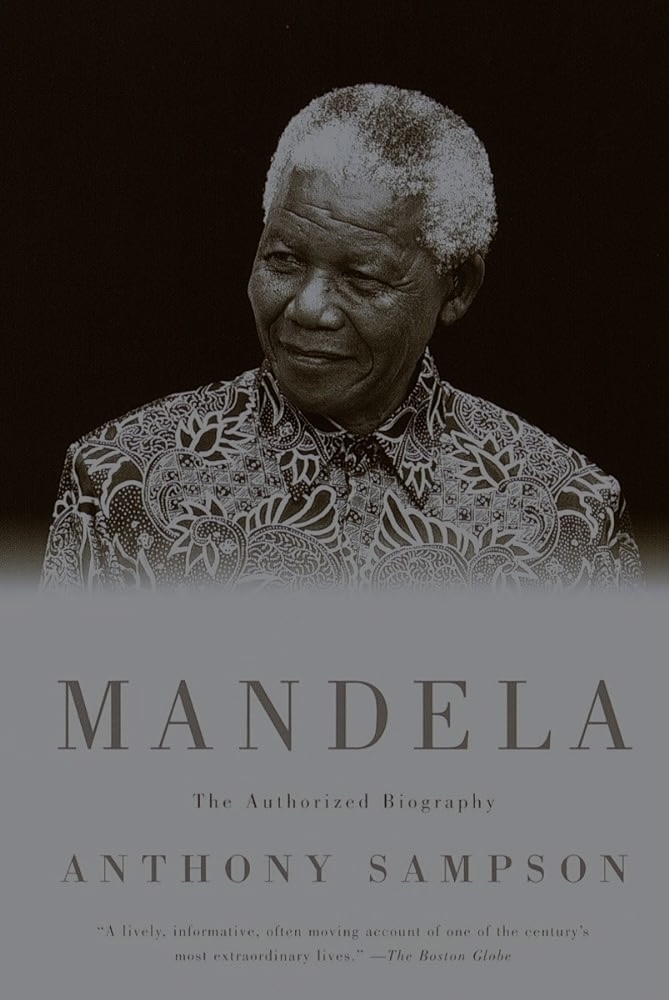 MANDELA
The Authorized Biography
ANTHONY SAMPSON
“A lively, informative, often moving account of one of the century’s
most extraordinary lives.” —The Boston Globe